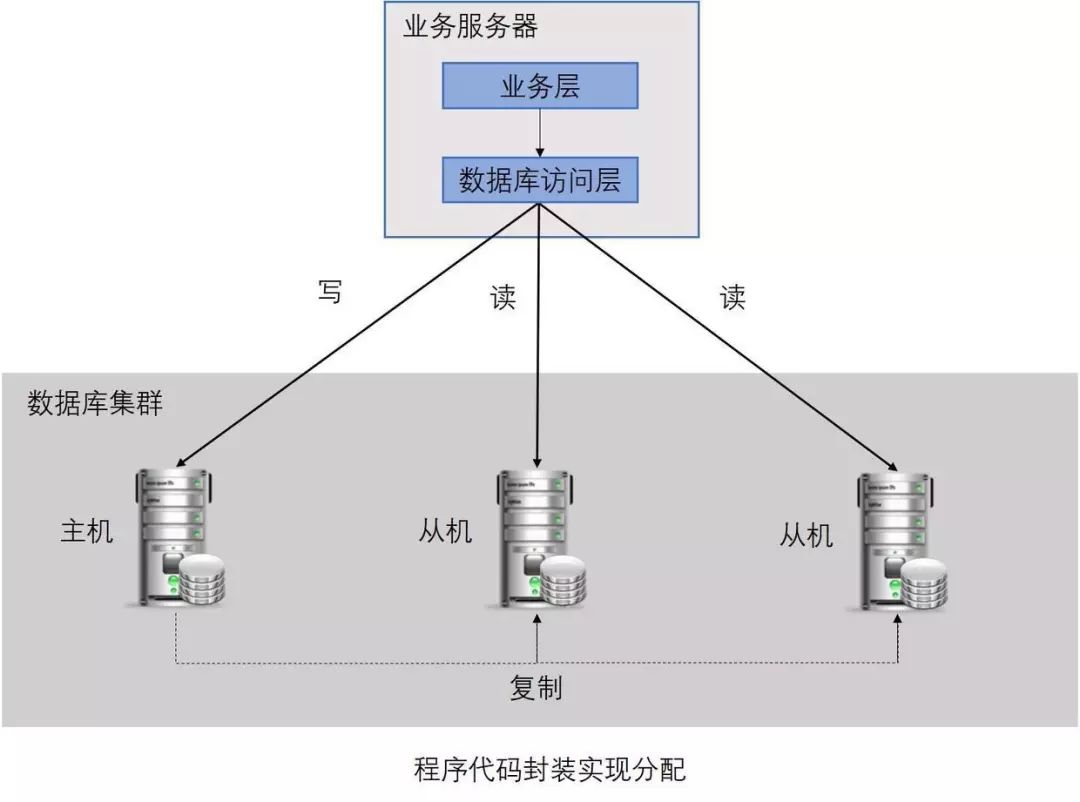 业务服务器
业务层
数据库访问层
写
读
读
数据库集群
主机
从机
从机
复制
程序代码封装实现分配